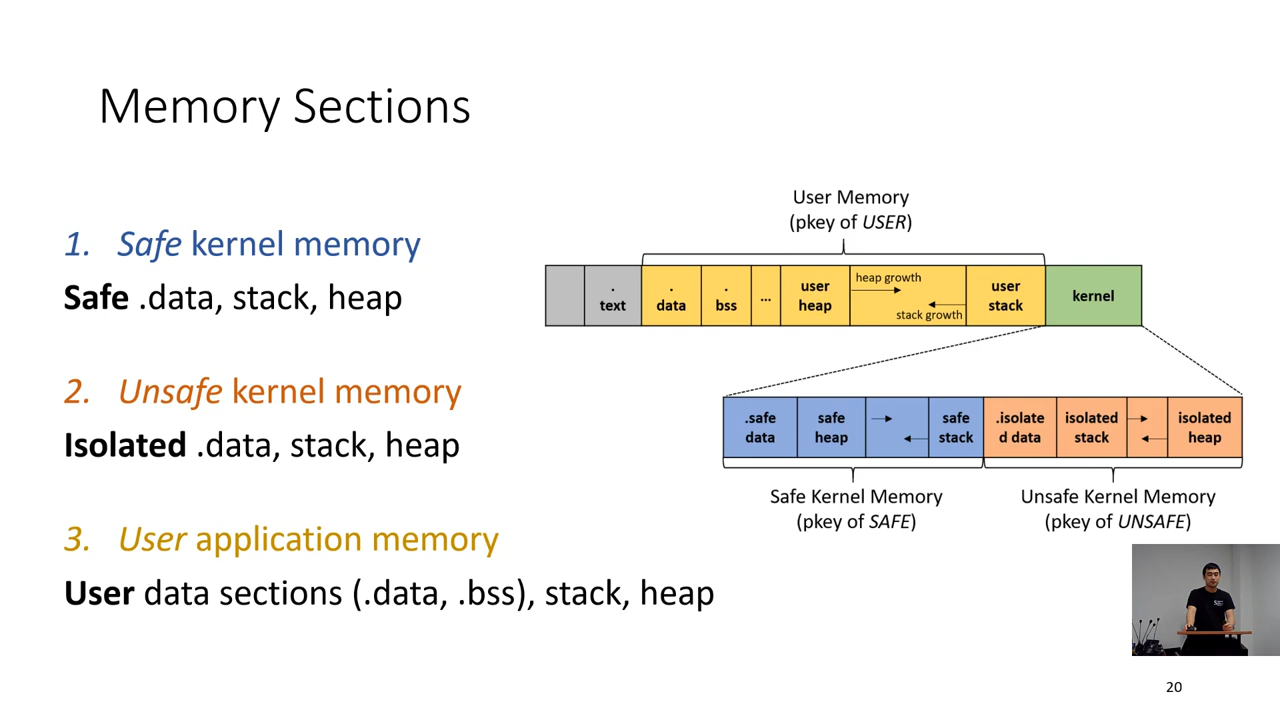 Memory Sections
1. Safe kernel memory
Safe .data, stack, heap
2. Unsafe kernel memory
Isolated .data, stack, heap
3. User application memory
User data sections (.data, .bss), stack, heap
User Memory
(pkey of USER)
.
text
.
data
.
bss
...
user
heap
heap growth
stack growth
user
stack
kernel
.safe
data
safe
heap
safe
stack
.isolate
d data
isolated
stack
isolated
heap
Safe Kernel Memory
(pkey of SAFE)
Unsafe Kernel Memory
(pkey of UNSAFE)
20